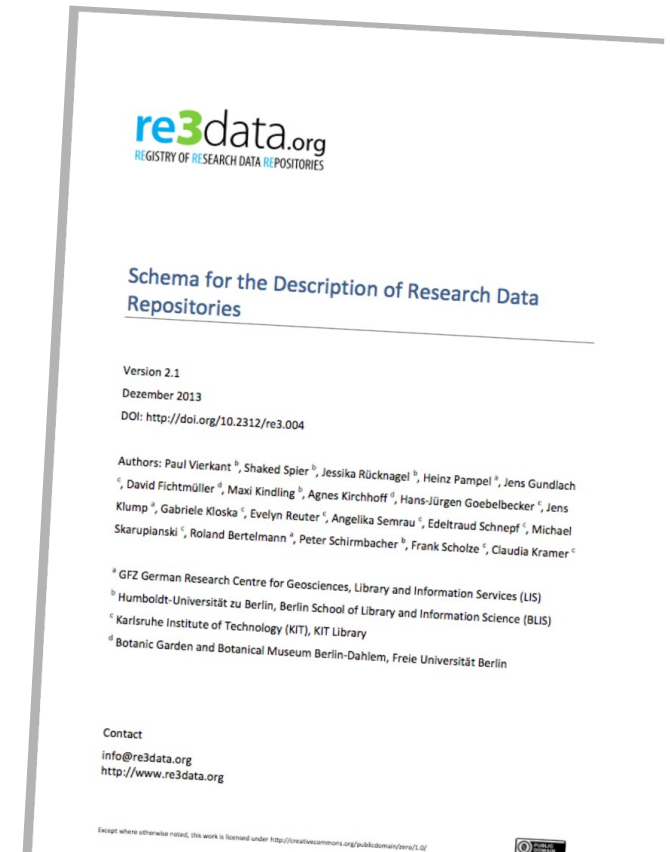 re3data.org
REGISTRY OF RESEARCH DATA REPOSITORIES
Schema for the Description of Research Data
Repositories
Version 2.1
Dezember 2013
DOI: http://doi.org/10.2312/re3.004
Authors: Paul Vierkant b, Shaked Spier b, Jessika Rücknagel b, Heinz Pampel a, Jens Gundlach
c, David Fichtmüller d, Maxi Kindling b, Agnes Kirchhoff d, Hans-Jürgen Goebelbecker c, Jens
Klump a, Gabriele Kloska c, Evelyn Reuter c, Angelika Semrau c, Edeltraud Schnepf c, Michael
Skarupianski c, Roland Bertelmann a, Peter Schirmbacher b, Frank Scholze c, Claudia Kramer c
a GFZ German Research Centre for Geosciences, Library and Information Services (LIS)
b Humboldt-Universität zu Berlin, Berlin School of Library and Information Science (BLIS)
c Karlsruhe Institute of Technology (KIT), KIT Library
d Botanic Garden and Botanical Museum Berlin-Dahlem, Freie Universität Berlin
Contact
info@re3data.org
http://www.re3data.org
Except where otherwise noted, this work is licensed under http://creativecommons.org/publicdomain/zero/1.0/
PUBLIC
DOMAIN